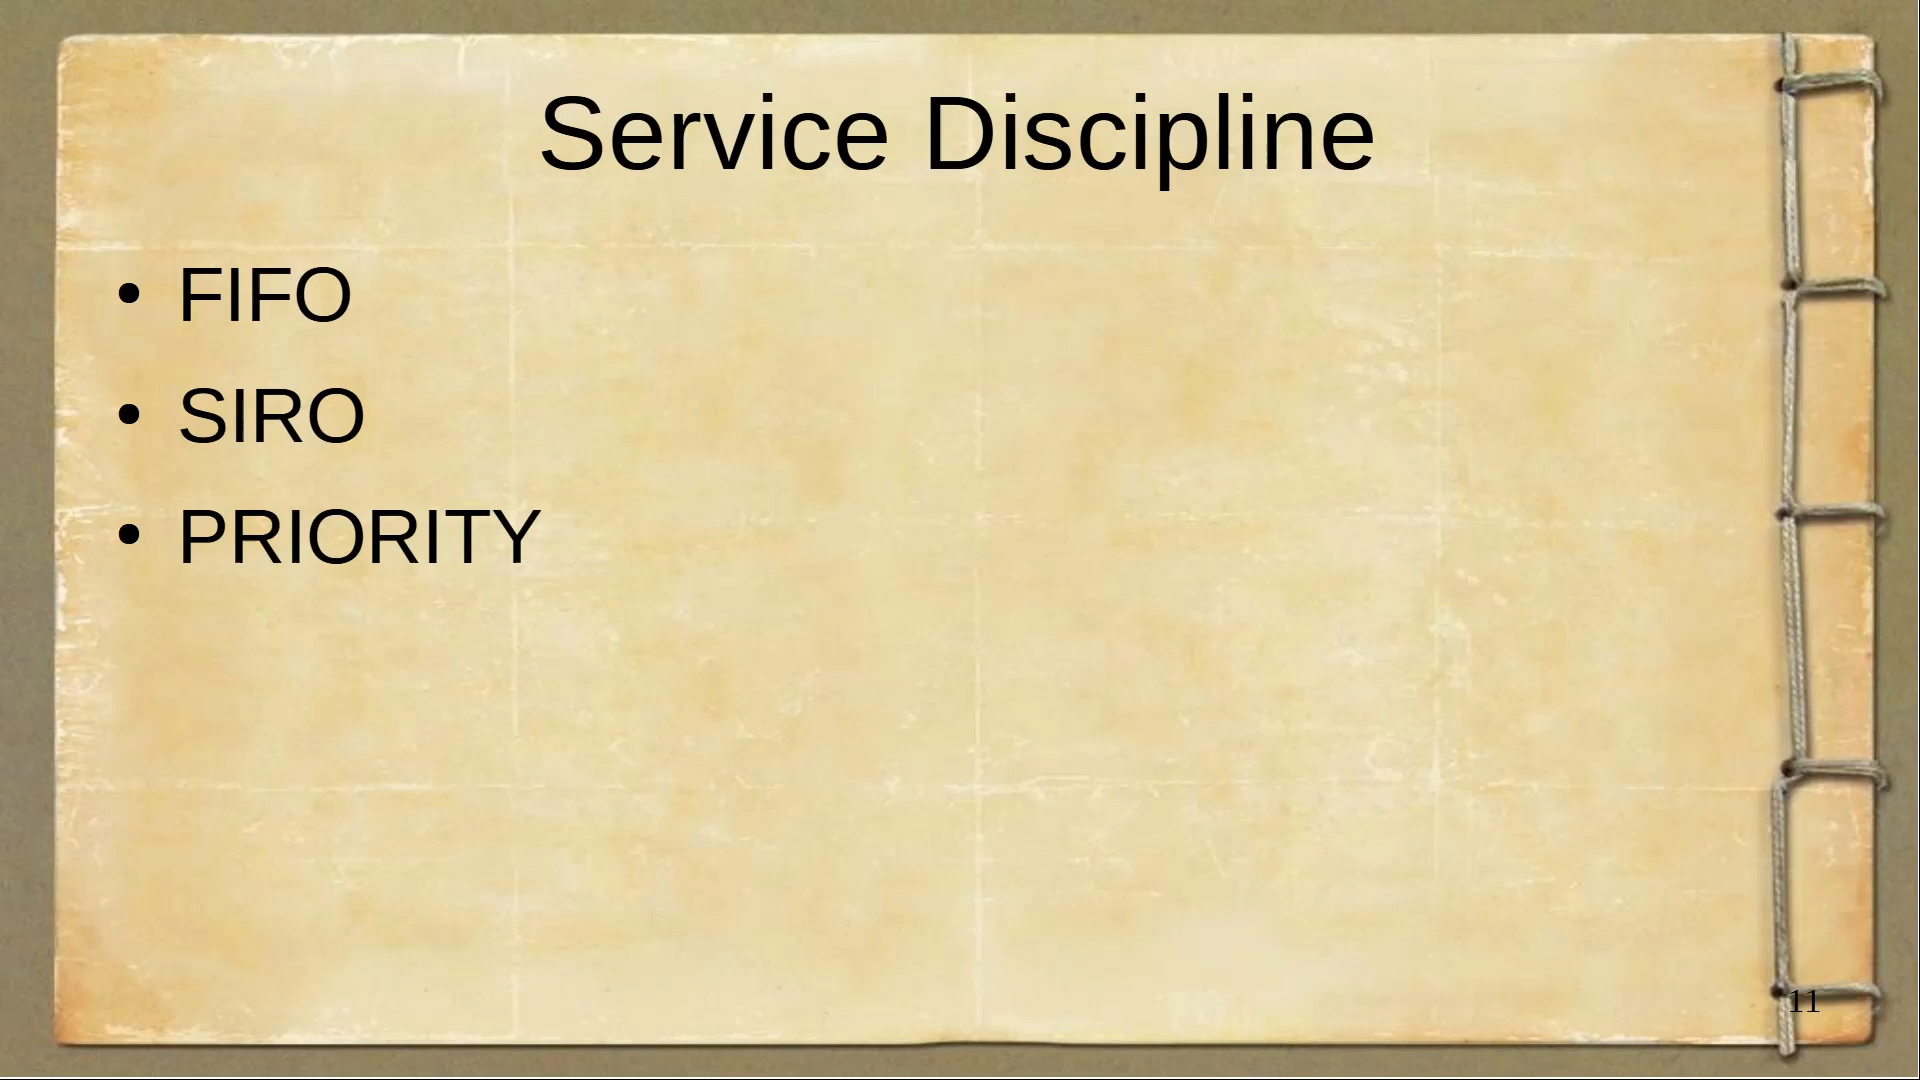 Service Discipline
• FIFO
• SIRO
• PRIORITY
11